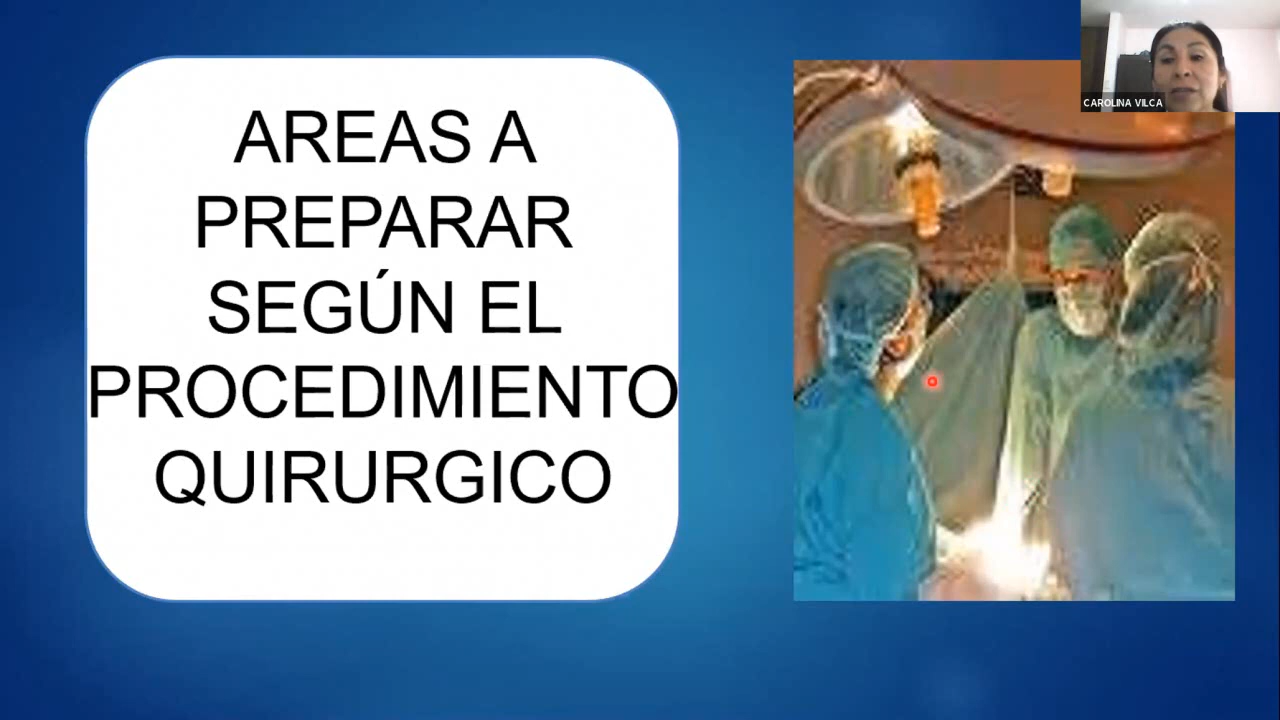 AREAS A
PREPARAR
SEGÚN EL
PROCEDIMIENTO
QUIRURGICO
CAROLINA VILCA